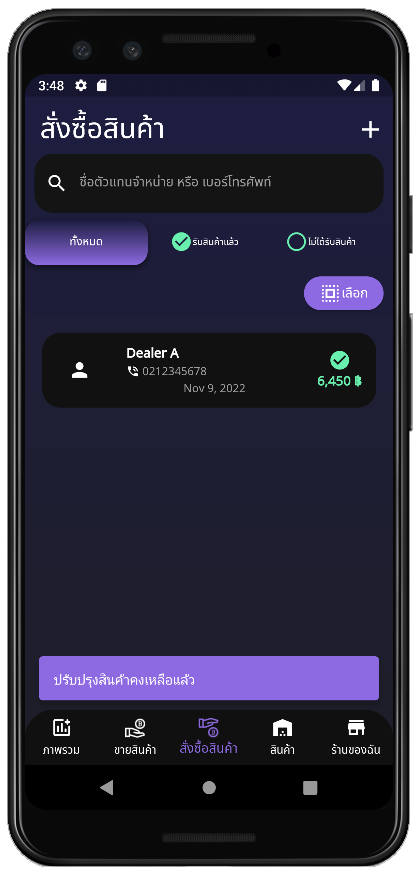 3:48
สั่งซื้อสินค้า
ชื่อตัวแทนจำหน่าย หรือ เบอร์โทรศัพท์
ทั้งหมด
รับสินค้าแล้ว
ไม่ได้รับสินค้า
เลือก
Dealer A
0212345678
Nov 9, 2022
6,450 ฿
ปรับปรุงสินค้าคงเหลือแล้ว
ภาพรวม
ขายสินค้า
สั่งซื้อสินค้า
สินค้า
ร้านของฉัน